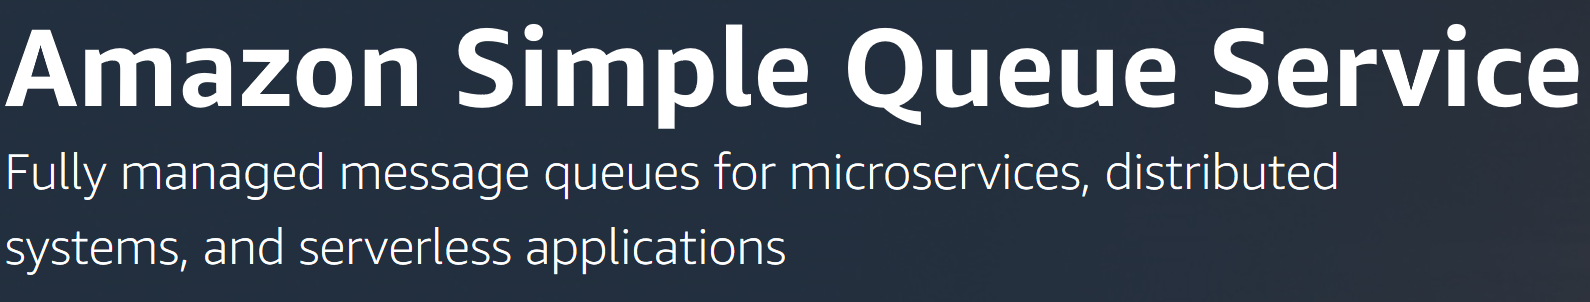 Amazon Simple Queue Service
Fully managed message queues for microservices, distributed
systems, and serverless applications